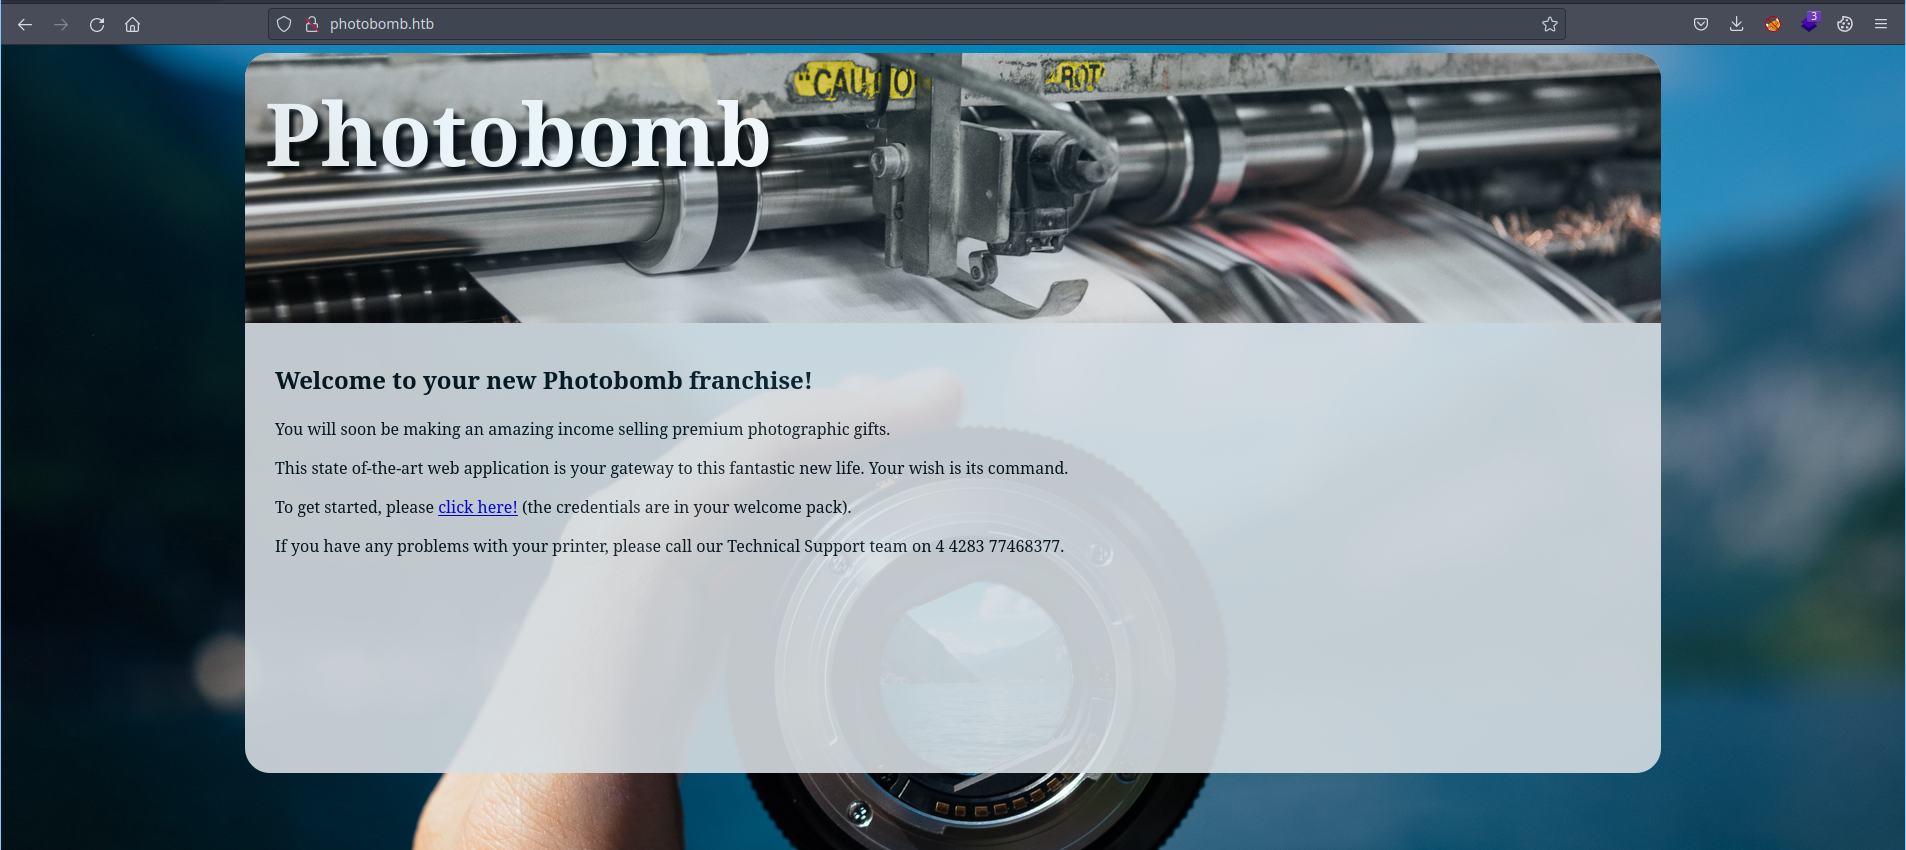 photobomb.htb
3
"CAUTIO
ROT'
Photobomb
Welcome to your new Photobomb franchise!
You will soon be making an amazing income selling premium photographic gifts.
This state of-the-art web application is your gateway to this fantastic new life. Your wish is its command.
To get started, please click here! (the credentials are in your welcome pack).
If you have any problems with your printer, please call our Technical Support team on 4 4283 77468377.